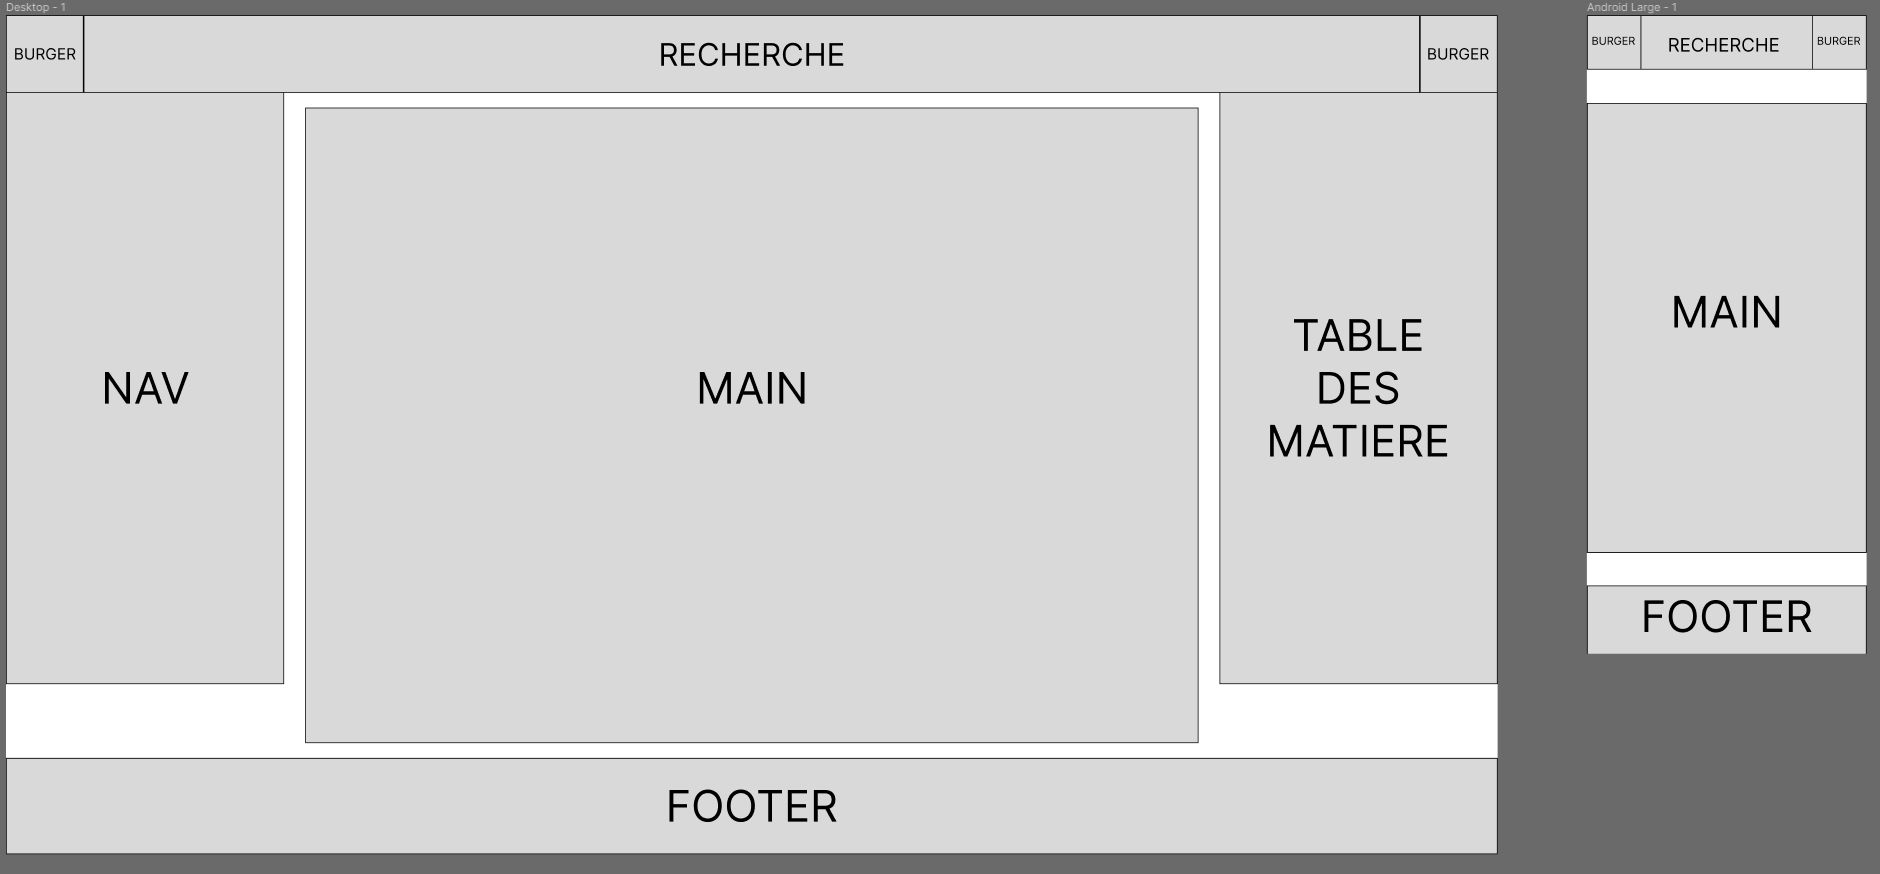 Desktop - 1
BURGER
RECHERCHE
BURGER
NAV
MAIN
TABLE
DES
MATIERE
FOOTER
Android Large - 1
BURGER
RECHERCHE
BURGER
MAIN
FOOTER